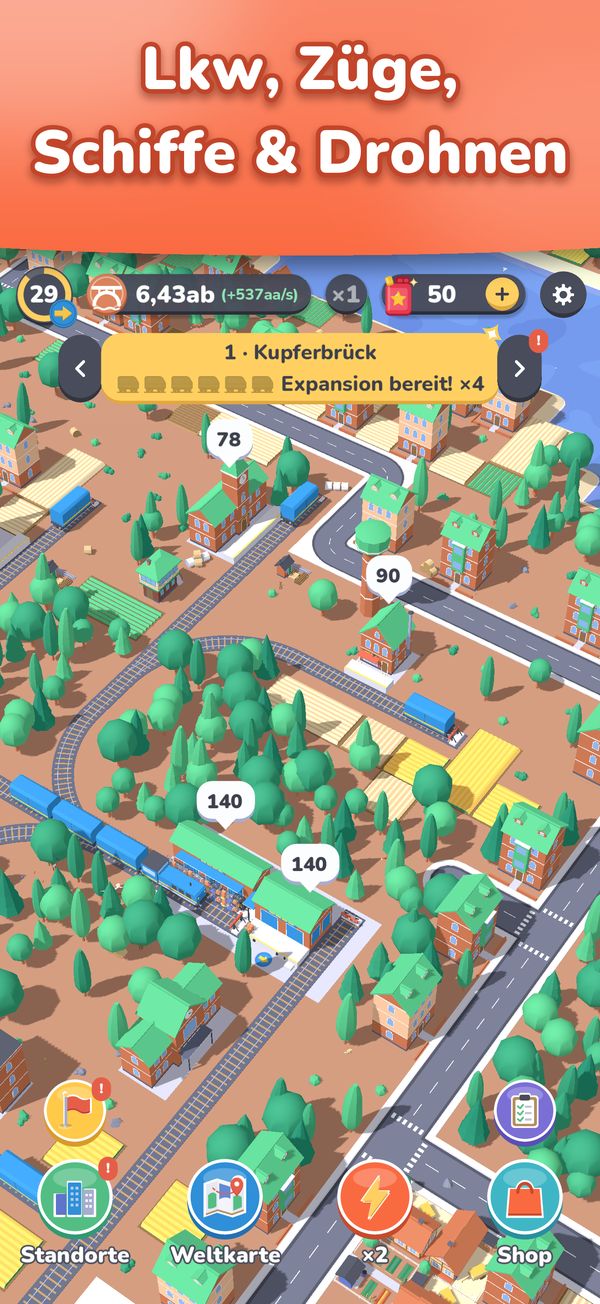 Lkw, Züge,
Schiffe & Drohnen
29
6,43ab (+537aa/s)
×1
50
+
1 · Kupferbrück
!
Expansion bereit! ×4
78
90
140
140
!
!
Standorte
Weltkarte
×2
Shop